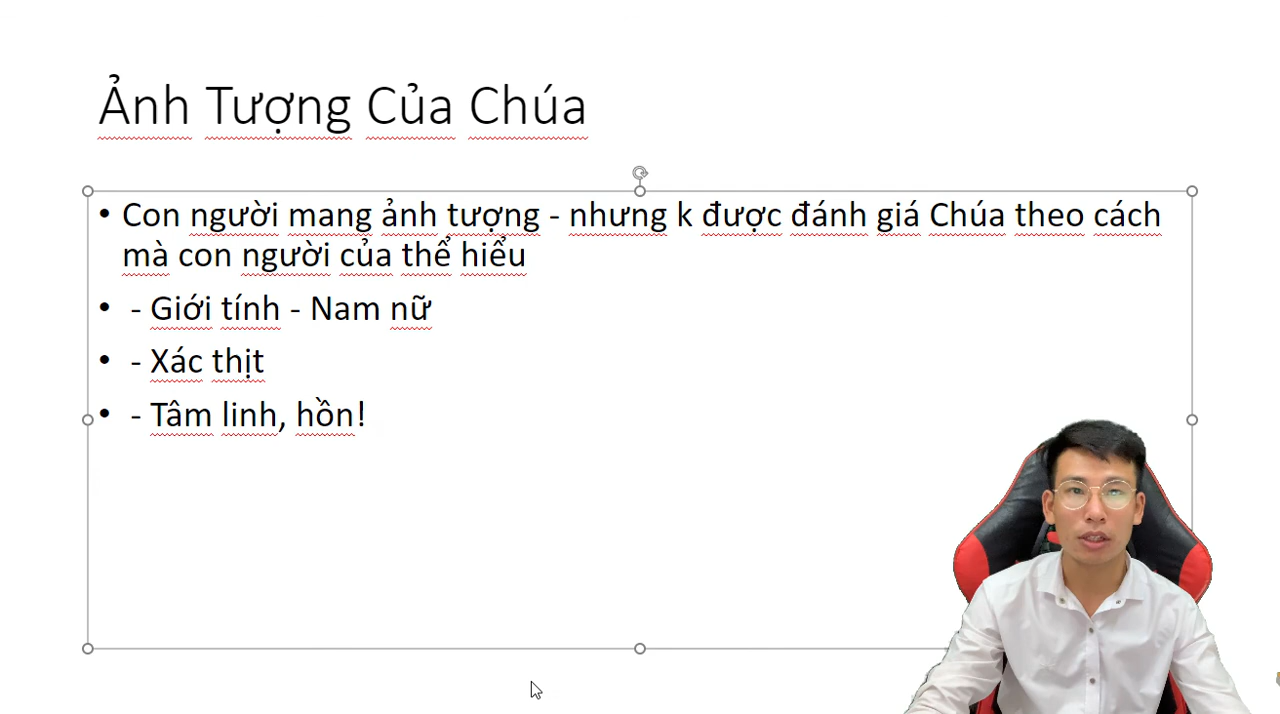 Ảnh Tượng Của Chúa
• Con người mang ảnh tượng - nhưng k được đánh giá Chúa theo cách
mà con người của thể hiểu
• - Giới tính - Nam nữ
• - Xác thịt
• - Tâm linh, hồn!